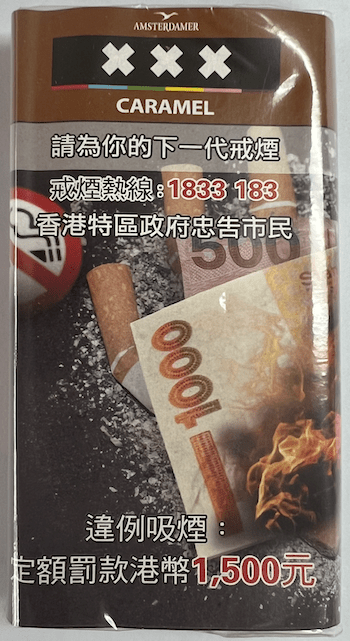 AMSTERDAMER
XXX
CARAMEL
請為你的下一代戒煙
戒煙熱線:1833 183
香港特區政府忠告市民
500
1000
違例吸煙:
定額罰款港幣1,500元